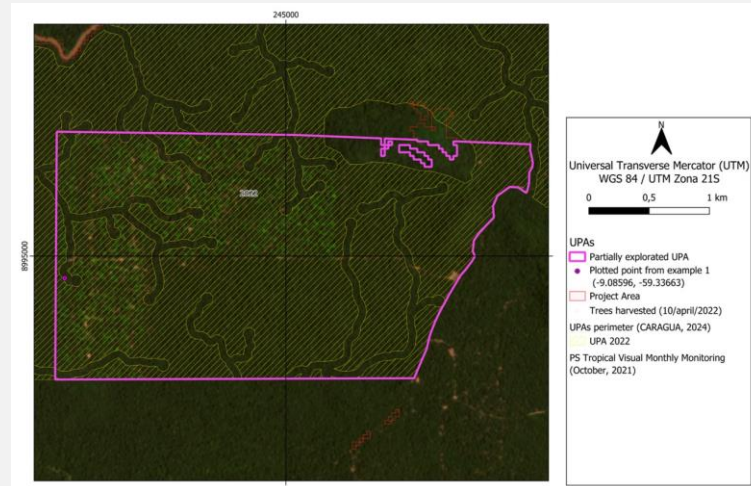 245000
8995000
N
Universal Transverse Mercator (UTM)
WGS 84 / UTM Zona 21S
0 0,5 1 km
UPAs
Partially explorated UPA
Plotted point from example 1
(-9.08596, -59.33663)
Project Area
Trees harvested (10/april/2022)
UPAs perimeter (CARAGUA, 2024)
UPA 2022
PS Tropical Visual Monthly Monitoring
(October, 2021)